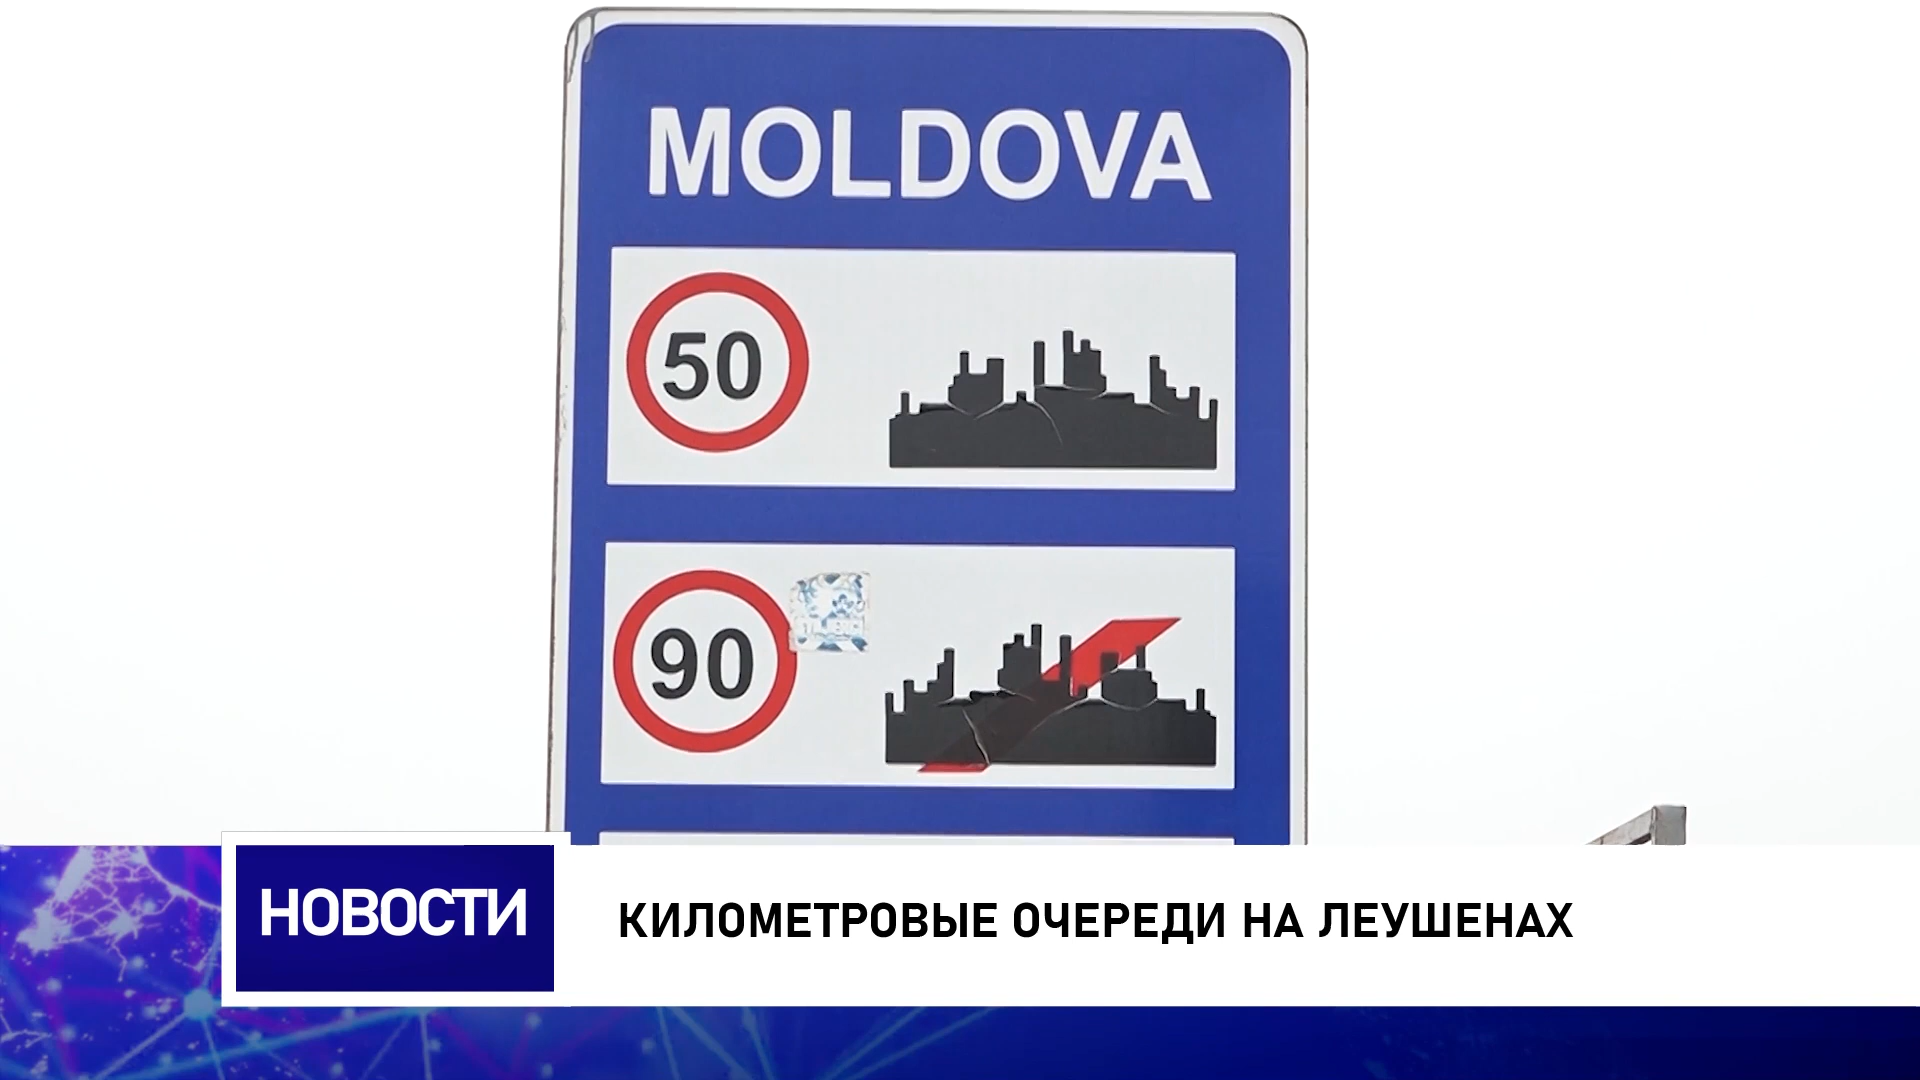 MOLDOVA
50
90
НОВОСТИ
КИЛОМЕТРОВЫЕ ОЧЕРЕДИ НА ЛЕУШЕНАХ